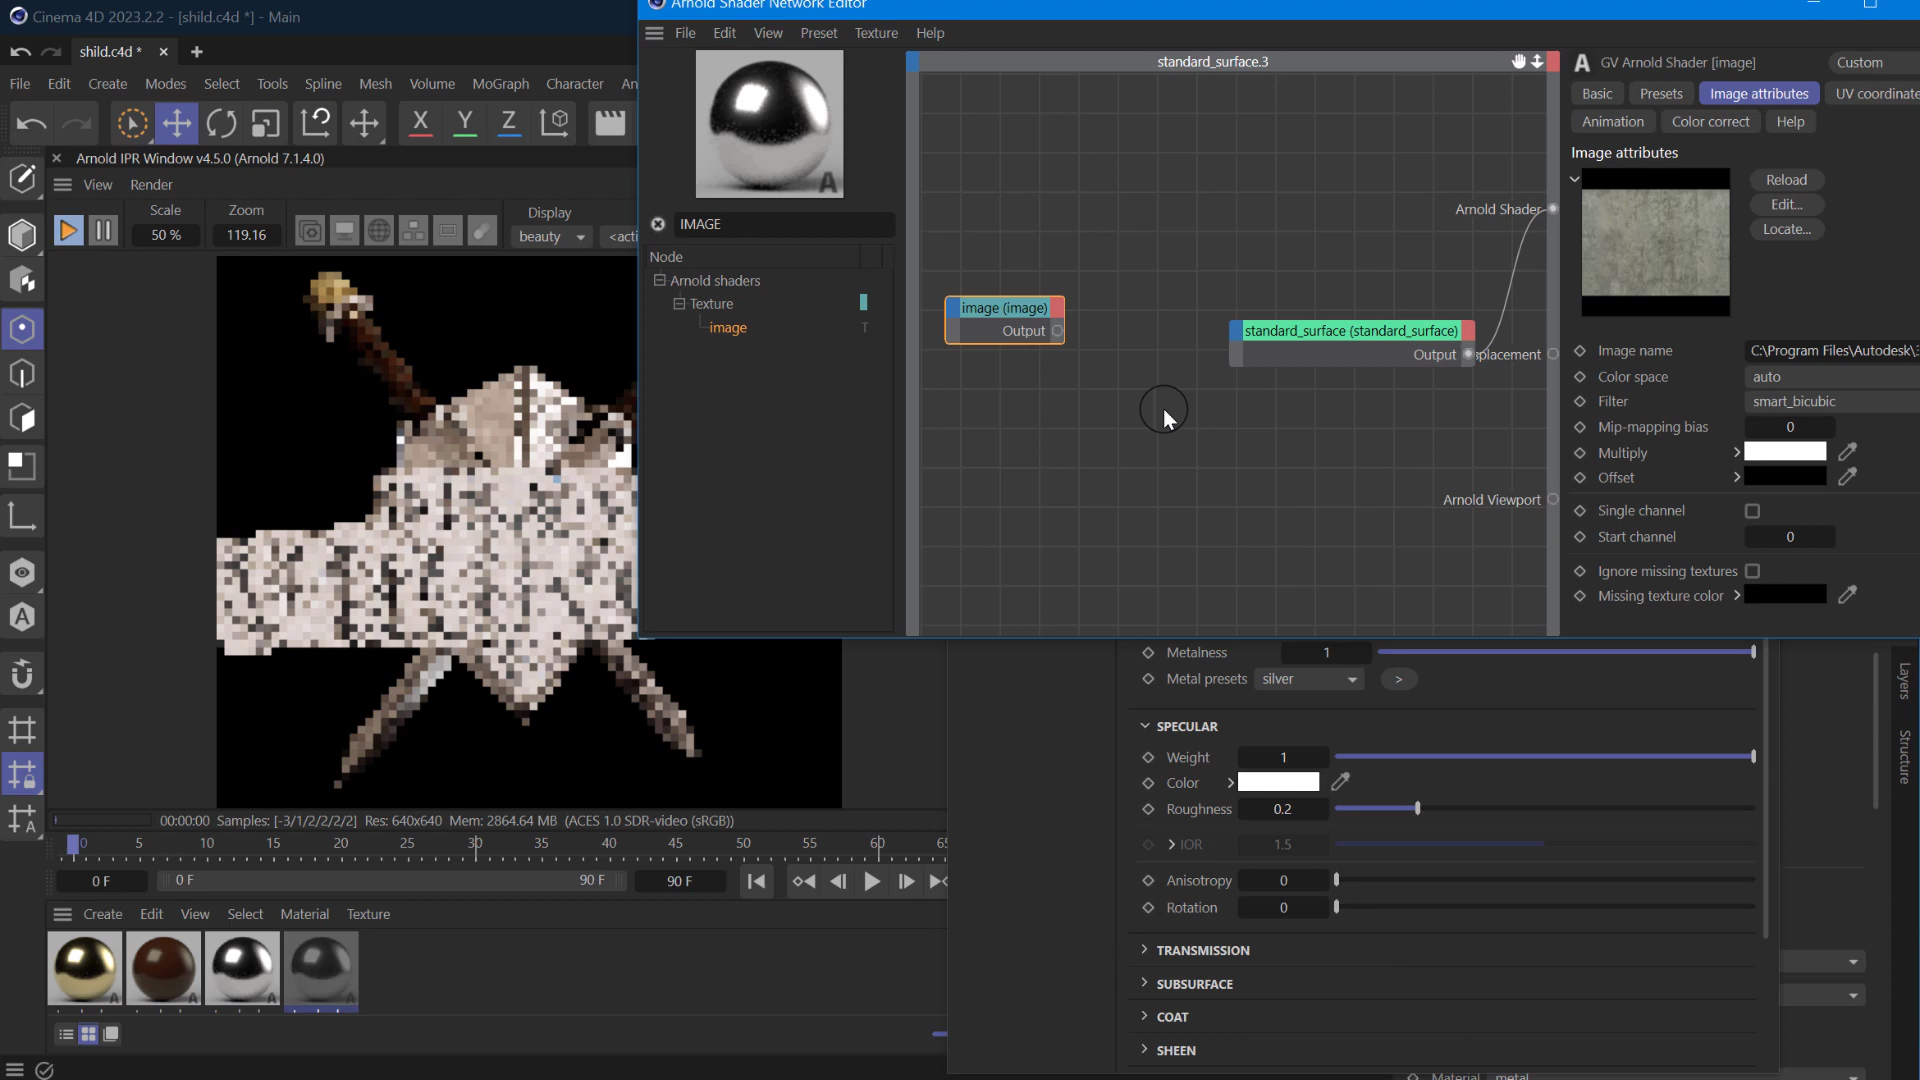 Cinema 4D 2023.2.2 - [shild.c4d *] - Main
Arnold Shader Network Editor
shild.c4d *
File Edit Create Modes Select Tools Spline Mesh Volume MoGraph Character
File Edit View Preset Texture Help
X Y Z
Arnold IPR Window v4.5.0 (Arnold 7.1.4.0)
View Render
Scale Zoom Display
50 % 119.16 beauty
IMAGE
Node
Arnold shaders
Texture
image T
standard_surface.3
Arnold Shader
image (image)
Output
standard_surface (standard_surface)
Output
Arnold Viewport
GV Arnold Shader [image] Custom
Basic Presets Image attributes UV coordinate
Animation Color correct Help
Image attributes
Reload
Edit...
Locate...
Image name C:\Program Files\Autodesk\
Color space auto
Filter smart_bicubic
Mip-mapping bias 0
Multiply
Offset
Single channel
Start channel 0
Ignore missing textures
Missing texture color
Metalness 1
Metal presets silver >
SPECULAR
Weight 1
Color
Roughness 0.2
IOR 1.5
Anisotropy 0
Rotation 0
TRANSMISSION
SUBSURFACE
COAT
SHEEN
Layers
Structure
Material metal
00:00:00 Samples: [-3/1/2/2/2/2] Res: 640x640 Mem: 2864.64 MB (ACES 1.0 SDR-video (sRGB))
0 5 10 15 20 25 30 35 40 45 50 55 60
0 F 0 F 90 F 90 F
Create Edit View Select Material Texture